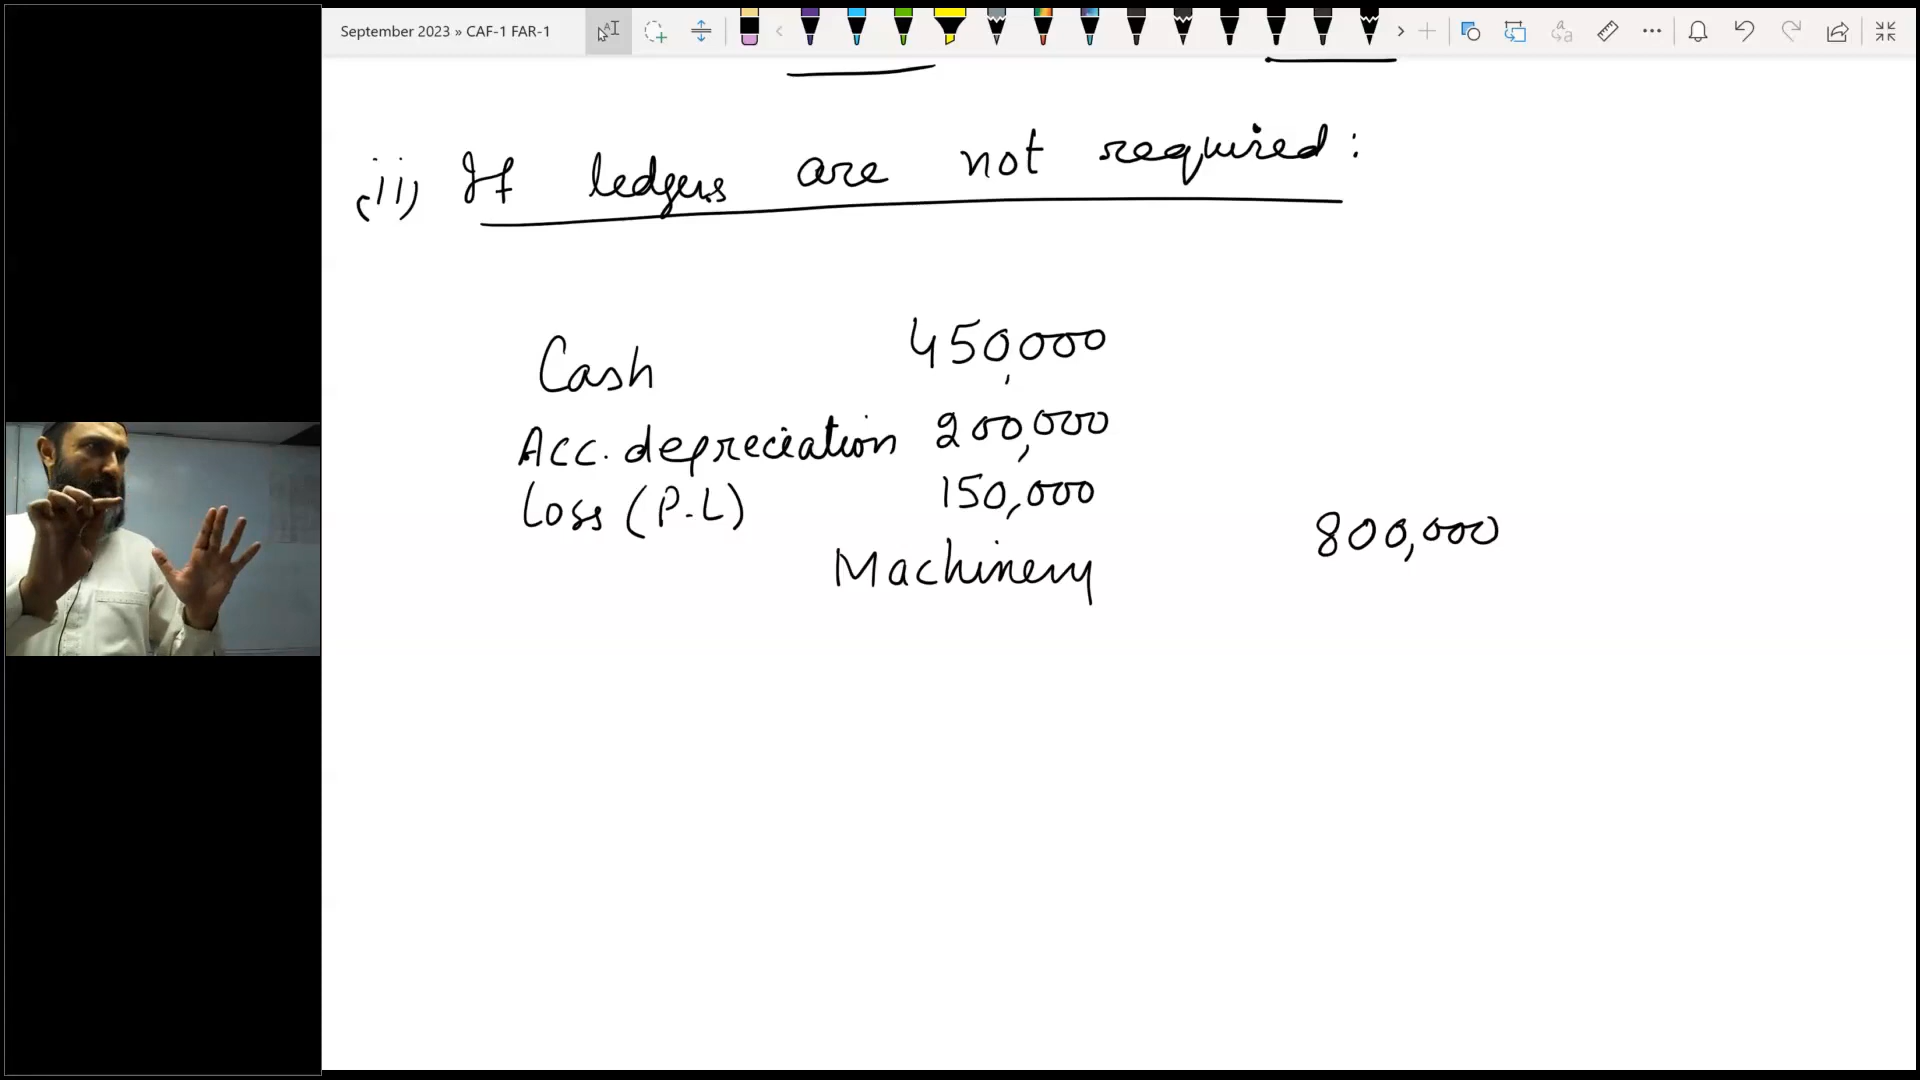 September 2023 » CAF-1 FAR-1
(ii) If ledgers are not required:
Cash 450,000
Acc. depreciation 200,000
Loss (P.L) 150,000
Machinery 800,000